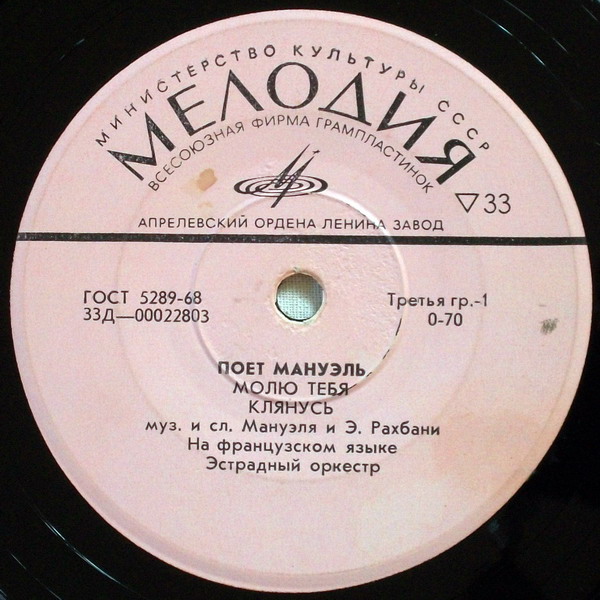 МИНИСТЕРСТВО КУЛЬТУРЫ СССР
МЕЛОДИЯ
ВСЕСОЮЗНАЯ ФИРМА ГРАМПЛАСТИНОК
▽33
АПРЕЛЕВСКИЙ ОРДЕНА ЛЕНИНА ЗАВОД
ГОСТ 5289-68
33Д—00022803
Третья гр.-1
0-70
ПОЕТ МАНУЭЛЬ
МОЛЮ ТЕБЯ
КЛЯНУСЬ
муз. и сл. Мануэля и Э. Рахбани
На французском языке
Эстрадный оркестр